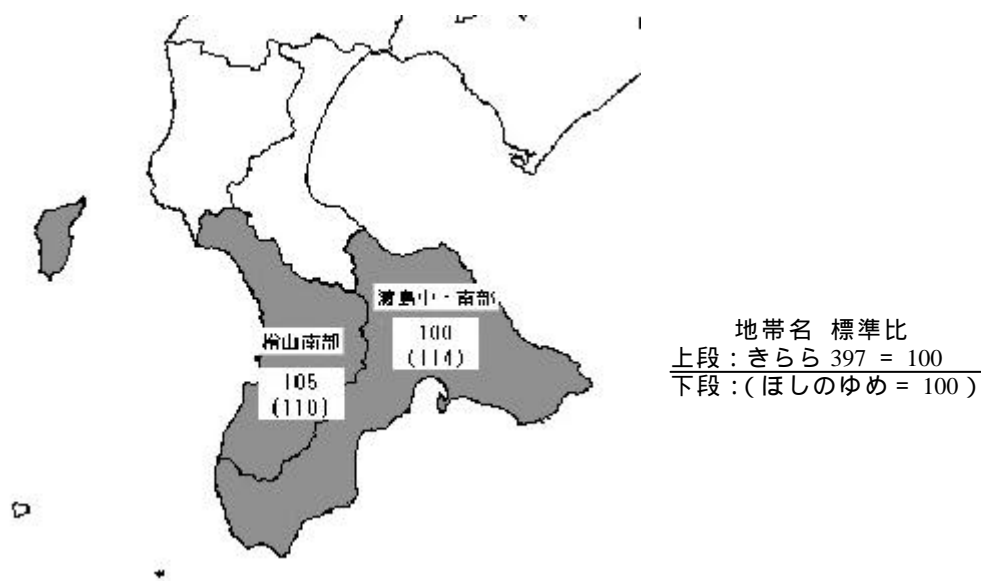 渡島中・南部
100
(114)
檜山南部
105
(110)
地帯名 標準比
上段：きらら 397 = 100
下段：(ほしのゆめ = 100 )